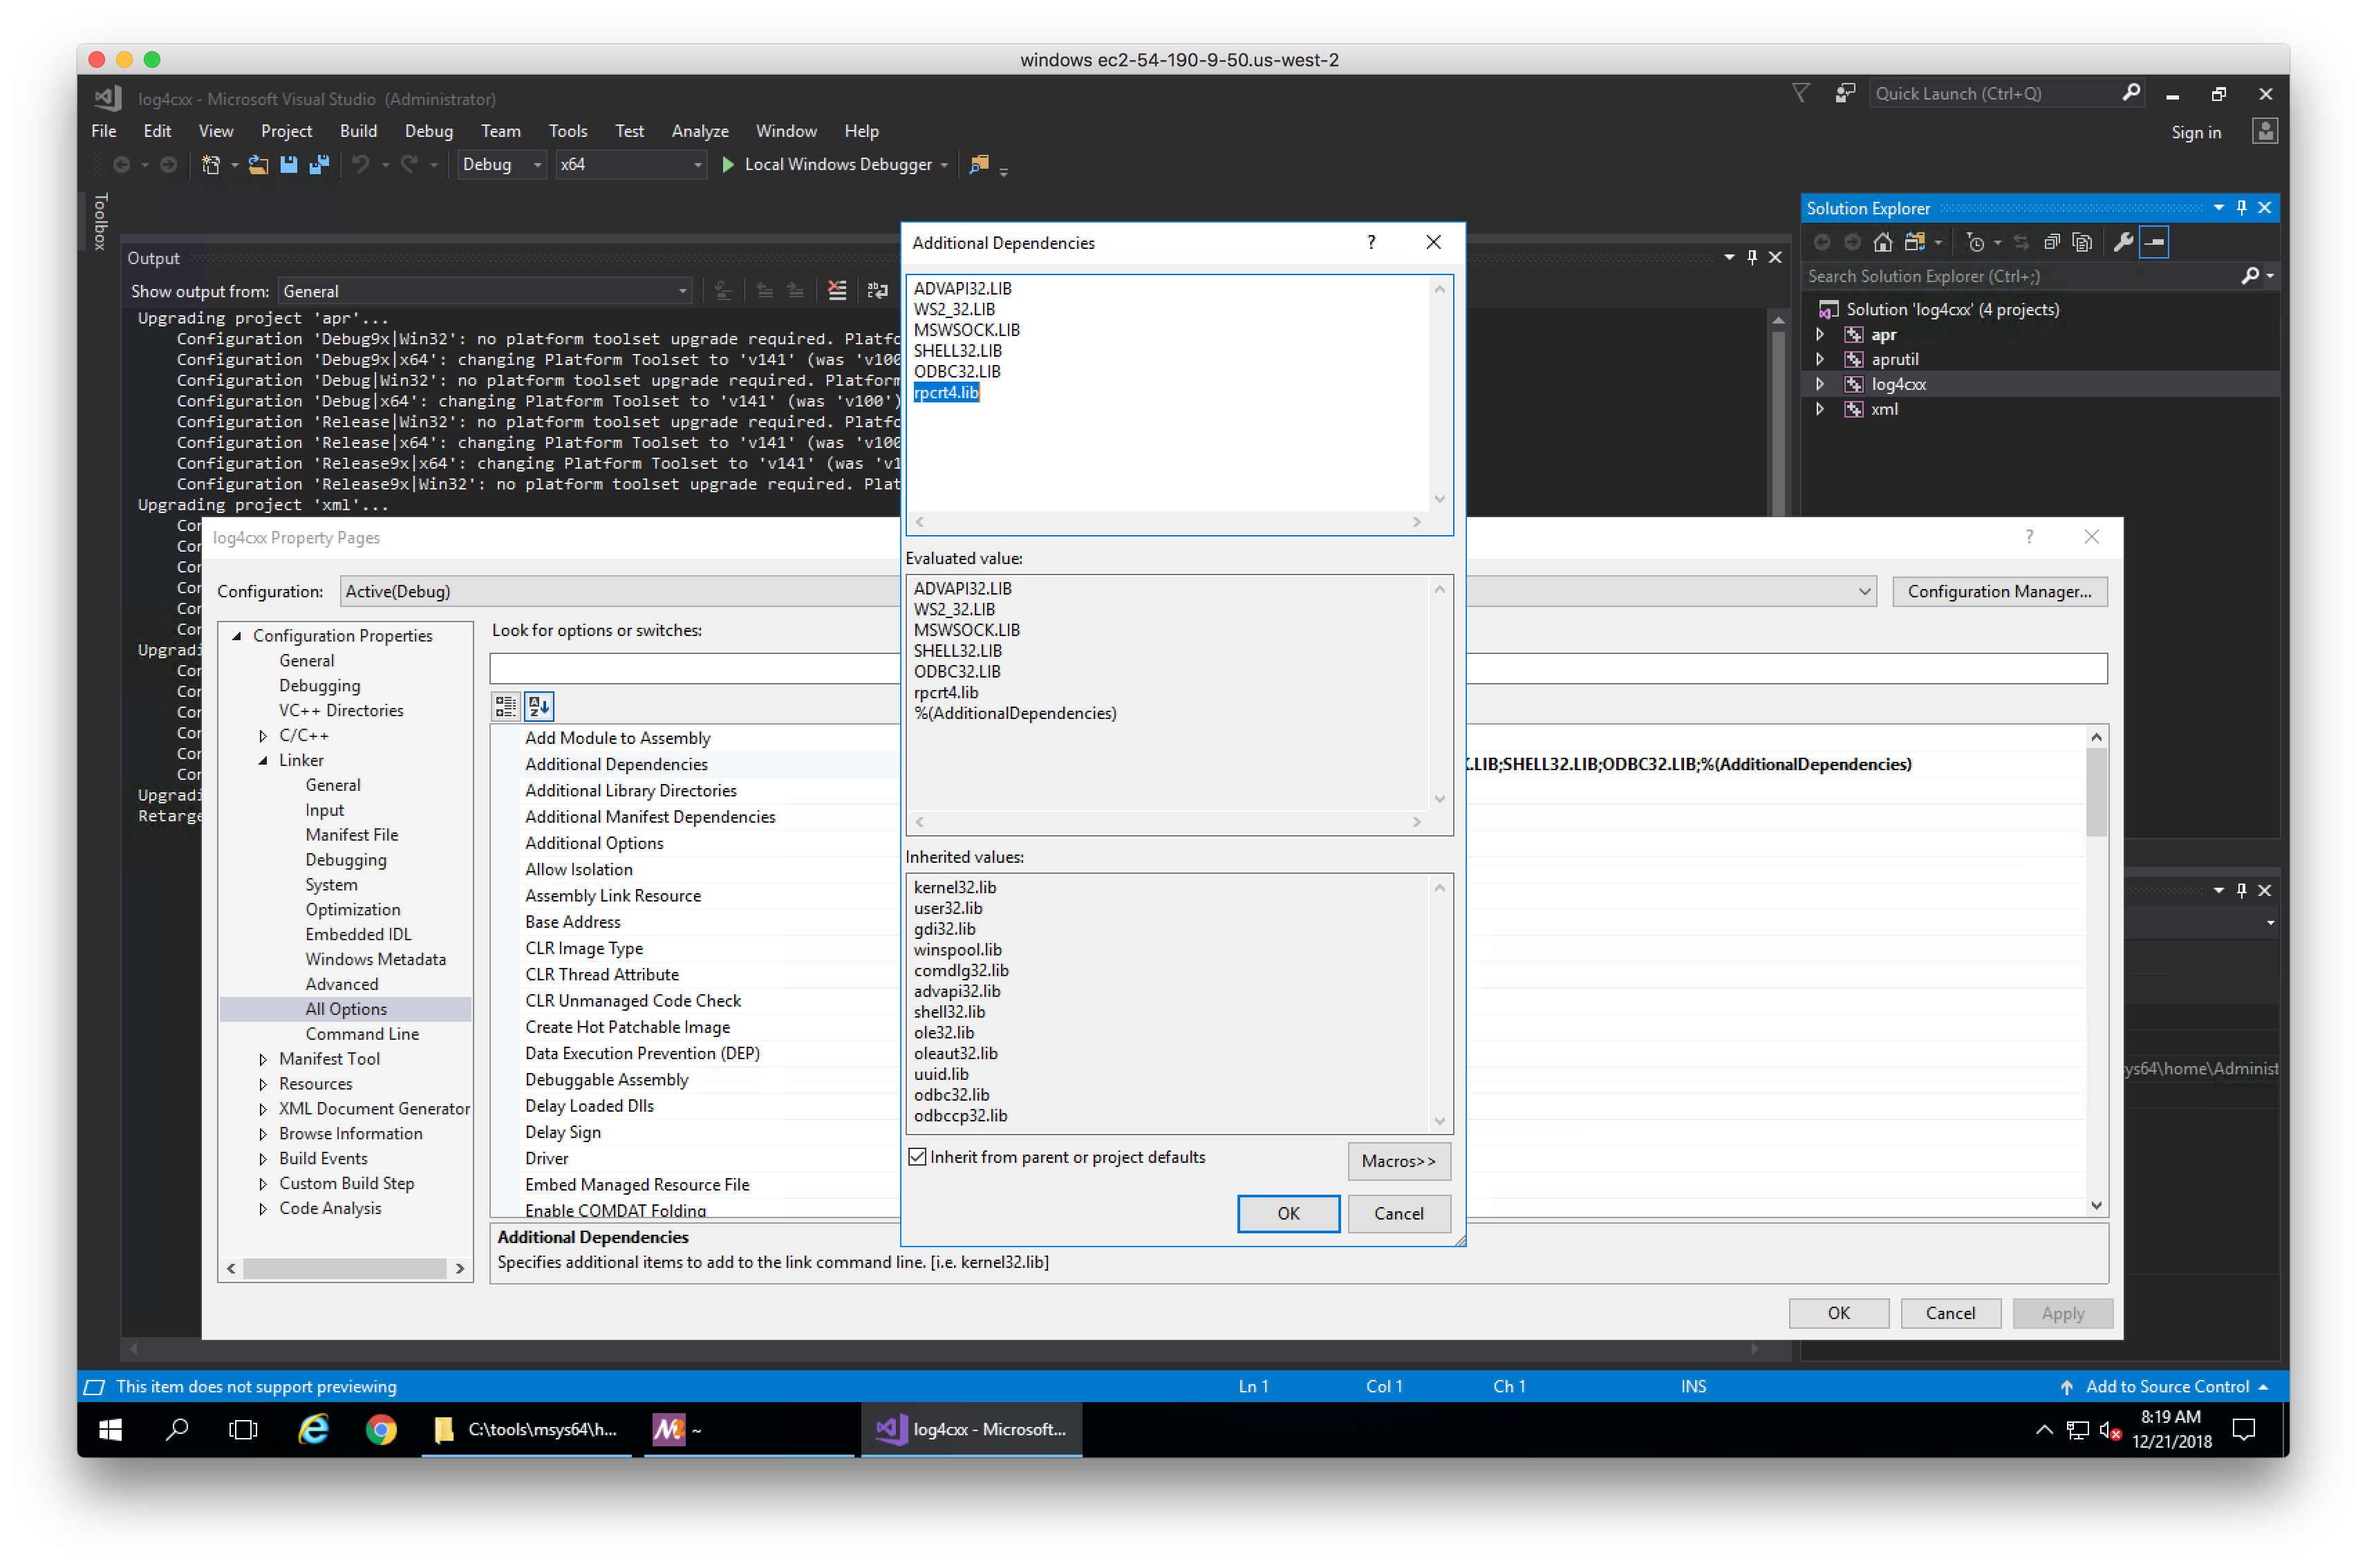 windows ec2-54-190-9-50.us-west-2
log4cxx - Microsoft Visual Studio (Administrator)
Quick Launch (Ctrl+Q)
File Edit View Project Build Debug Team Tools Test Analyze Window Help
Sign in
Debug x64 Local Windows Debugger
Toolbox
Output
Show output from: General
Upgrading project 'apr'...
Configuration 'Debug9x|Win32': no platform toolset upgrade required. Platfo
Configuration 'Debug9x|x64': changing Platform Toolset to 'v141' (was 'v100
Configuration 'Debug|Win32': no platform toolset upgrade required. Platform
Configuration 'Debug|x64': changing Platform Toolset to 'v141' (was 'v100')
Configuration 'Release|Win32': no platform toolset upgrade required. Platfo
Configuration 'Release|x64': changing Platform Toolset to 'v141' (was 'v100
Configuration 'Release9x|x64': changing Platform Toolset to 'v141' (was 'v1
Configuration 'Release9x|Win32': no platform toolset upgrade required. Plat
Upgrading project 'xml'...
Cor
Cor
Cor
Cor
Cor
Cor
Upgradi
Cor
Cor
Cor
Cor
Cor
Cor
Upgradi
Retarge
Solution Explorer
Search Solution Explorer (Ctrl+;)
Solution 'log4cxx' (4 projects)
apr
aprutil
log4cxx
xml
log4cxx Property Pages
Configuration: Active(Debug)
Configuration Manager...
Configuration Properties
General
Debugging
VC++ Directories
C/C++
Linker
General
Input
Manifest File
Debugging
System
Optimization
Embedded IDL
Windows Metadata
Advanced
All Options
Command Line
Manifest Tool
Resources
XML Document Generator
Browse Information
Build Events
Custom Build Step
Code Analysis
Look for options or switches:
Add Module to Assembly
Additional Dependencies
.LIB;SHELL32.LIB;ODBC32.LIB;%(AdditionalDependencies)
Additional Library Directories
Additional Manifest Dependencies
Additional Options
Allow Isolation
Assembly Link Resource
Base Address
CLR Image Type
CLR Thread Attribute
CLR Unmanaged Code Check
Create Hot Patchable Image
Data Execution Prevention (DEP)
Debuggable Assembly
Delay Loaded Dlls
Delay Sign
Driver
Embed Managed Resource File
Enable COMDAT Folding
Additional Dependencies
Specifies additional items to add to the link command line. [i.e. kernel32.lib]
OK Cancel Apply
Additional Dependencies
ADVAPI32.LIB
WS2_32.LIB
MSWSOCK.LIB
SHELL32.LIB
ODBC32.LIB
rpcrt4.lib
Evaluated value:
ADVAPI32.LIB
WS2_32.LIB
MSWSOCK.LIB
SHELL32.LIB
ODBC32.LIB
rpcrt4.lib
%(AdditionalDependencies)
Inherited values:
kernel32.lib
user32.lib
gdi32.lib
winspool.lib
comdlg32.lib
advapi32.lib
shell32.lib
ole32.lib
oleaut32.lib
uuid.lib
odbc32.lib
odbccp32.lib
Inherit from parent or project defaults
Macros>>
OK Cancel
ys64\home\Administ
This item does not support previewing
Ln 1 Col 1 Ch 1 INS
Add to Source Control
C:\tools\msys64\h...
~
log4cxx - Microsoft...
8:19 AM
12/21/2018